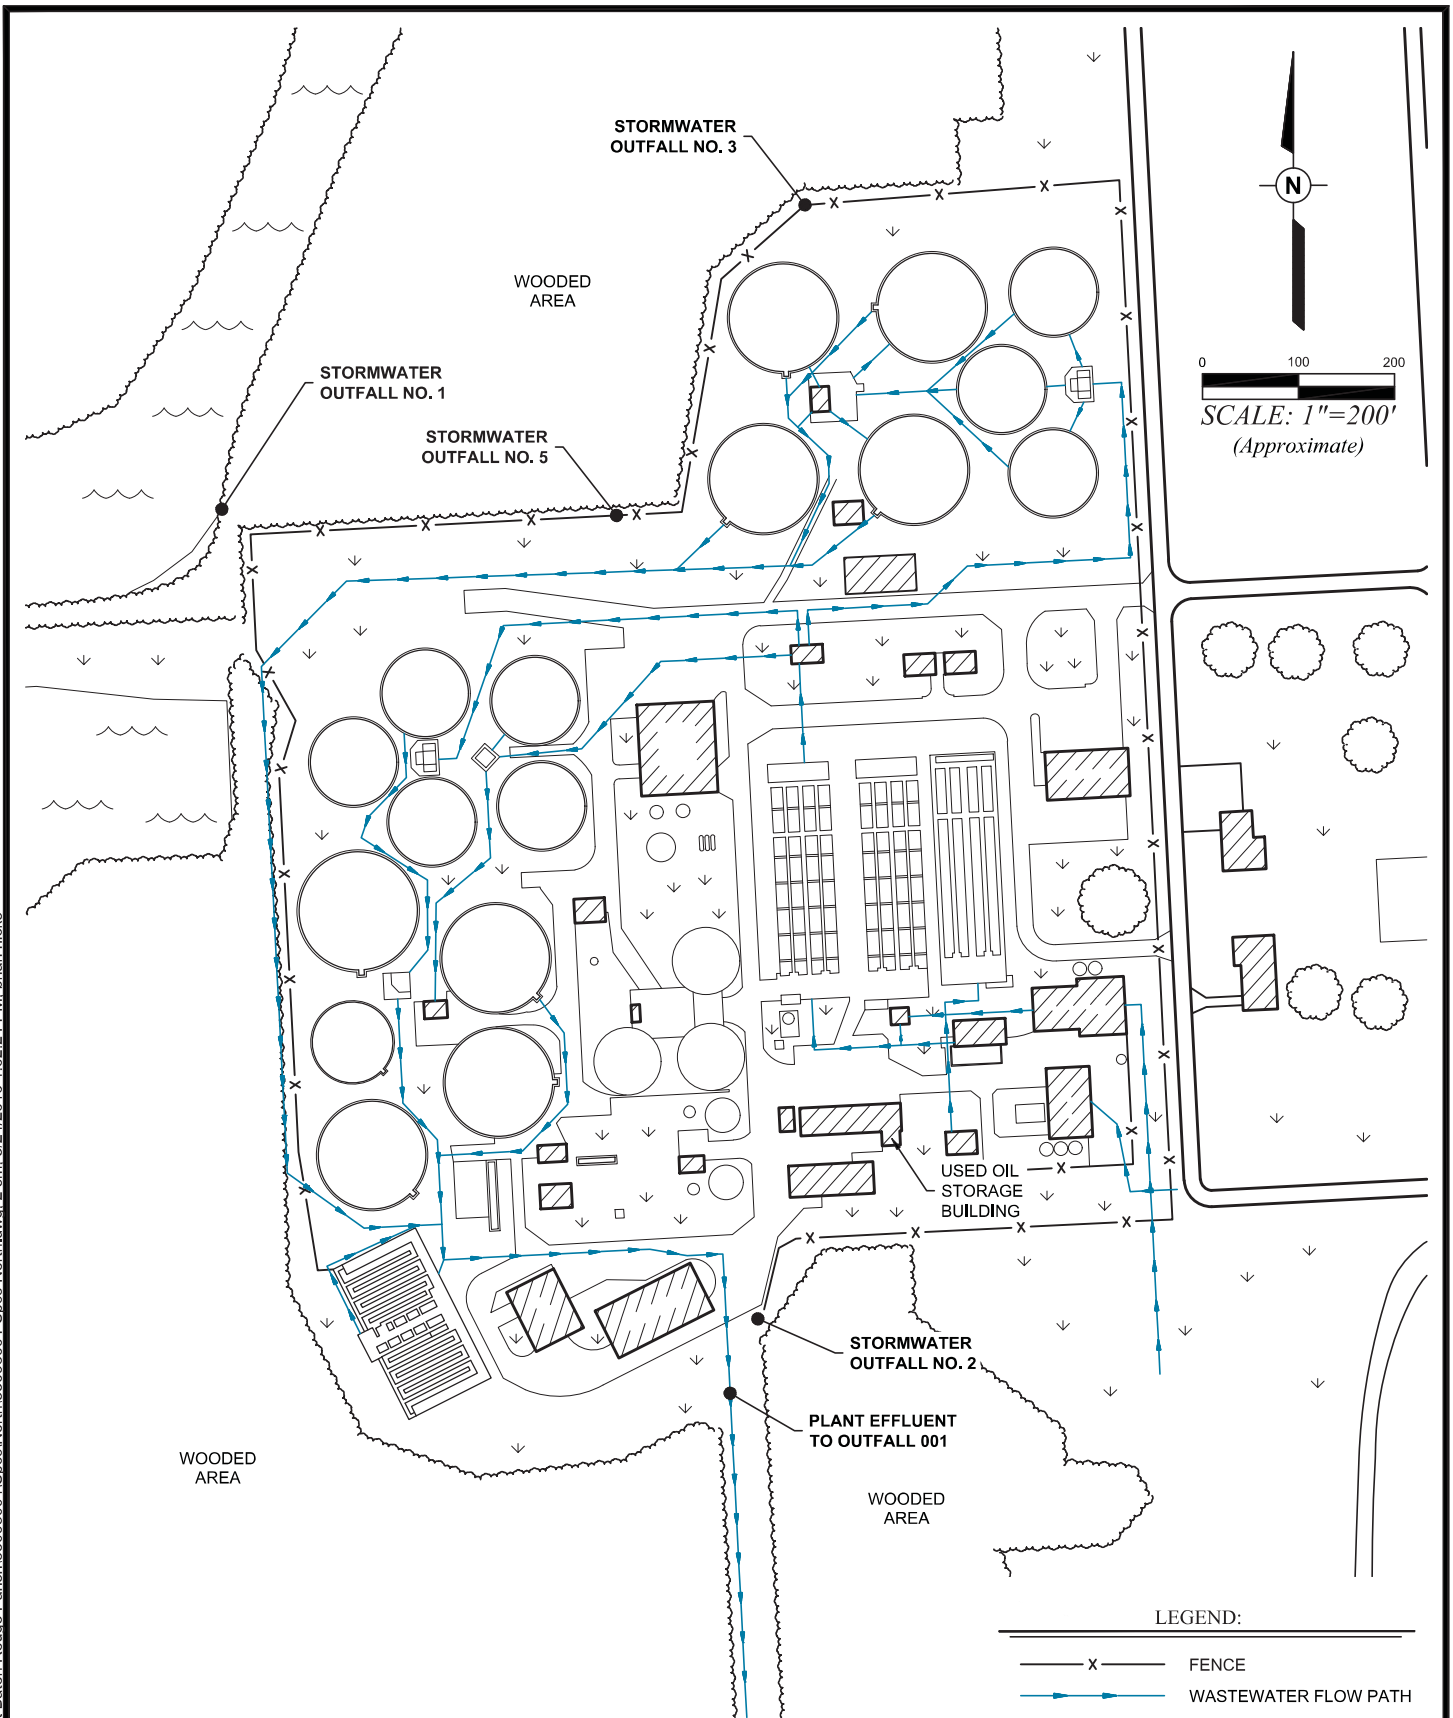 STORMWATER
OUTFALL NO. 3
N
WOODED
AREA
0 100 200
SCALE: 1"=200'
(Approximate)
STORMWATER
OUTFALL NO. 1
STORMWATER
OUTFALL NO. 5
USED OIL
STORAGE
BUILDING
STORMWATER
OUTFALL NO. 2
PLANT EFFLUENT
TO OUTFALL 001
WOODED
AREA
WOODED
AREA
LEGEND:
X FENCE
WASTEWATER FLOW PATH